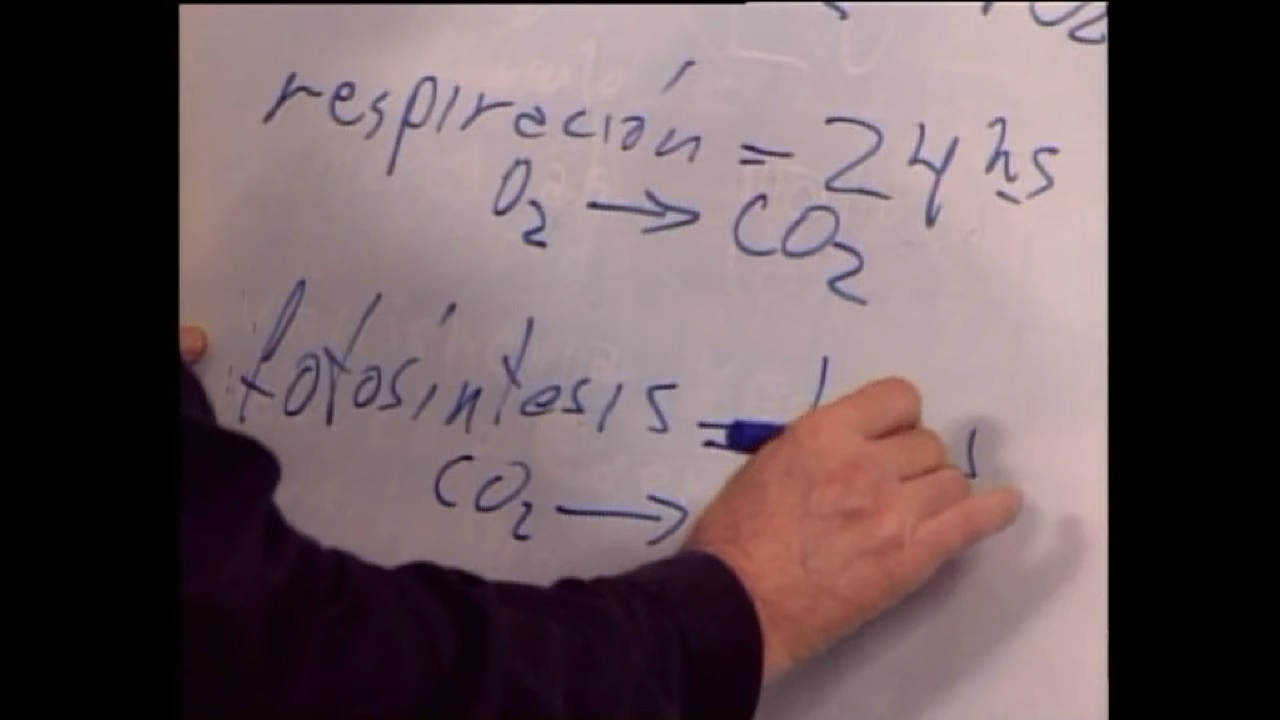 respiración = 24 hs
O₂ → CO₂
fotosíntesis =
CO₂ →